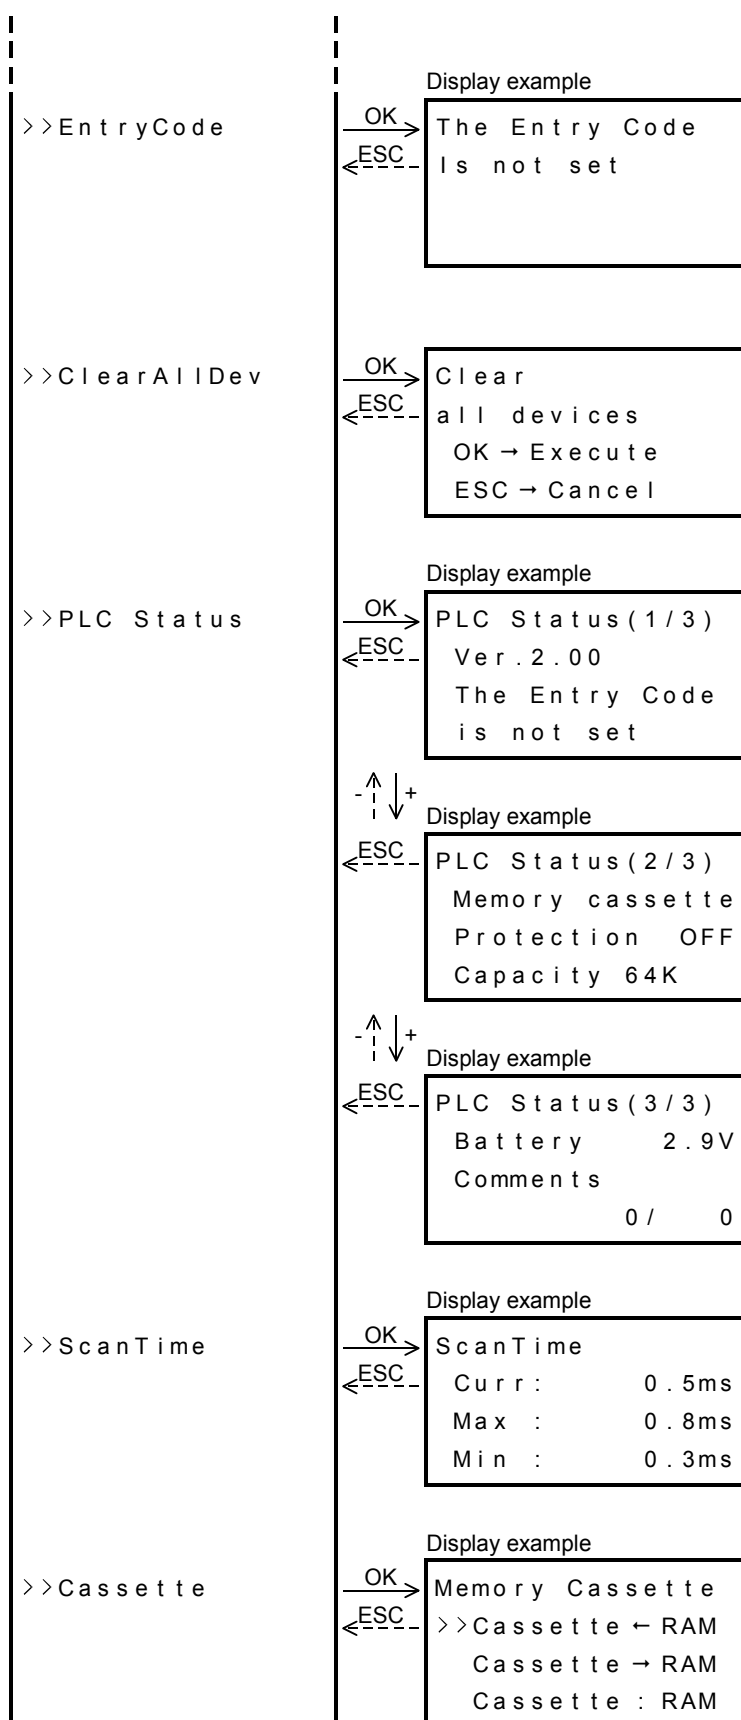 Display example
>>EntryCode OK The Entry Code
ESC Is not set
>>ClearAllDev OK Clear
ESC all devices
OK → Execute
ESC → Cancel
Display example
>>PLC Status OK PLC Status(1/3)
ESC Ver.2.00
The Entry Code
is not set
- +
Display example
ESC PLC Status(2/3)
Memory cassette
Protection OFF
Capacity 64K
- +
Display example
ESC PLC Status(3/3)
Battery 2.9V
Comments
0/ 0
Display example
>>ScanTime OK ScanTime
ESC Curr: 0.5ms
Max : 0.8ms
Min : 0.3ms
Display example
>>Cassette OK Memory Cassette
ESC >>Cassette ← RAM
Cassette → RAM
Cassette : RAM